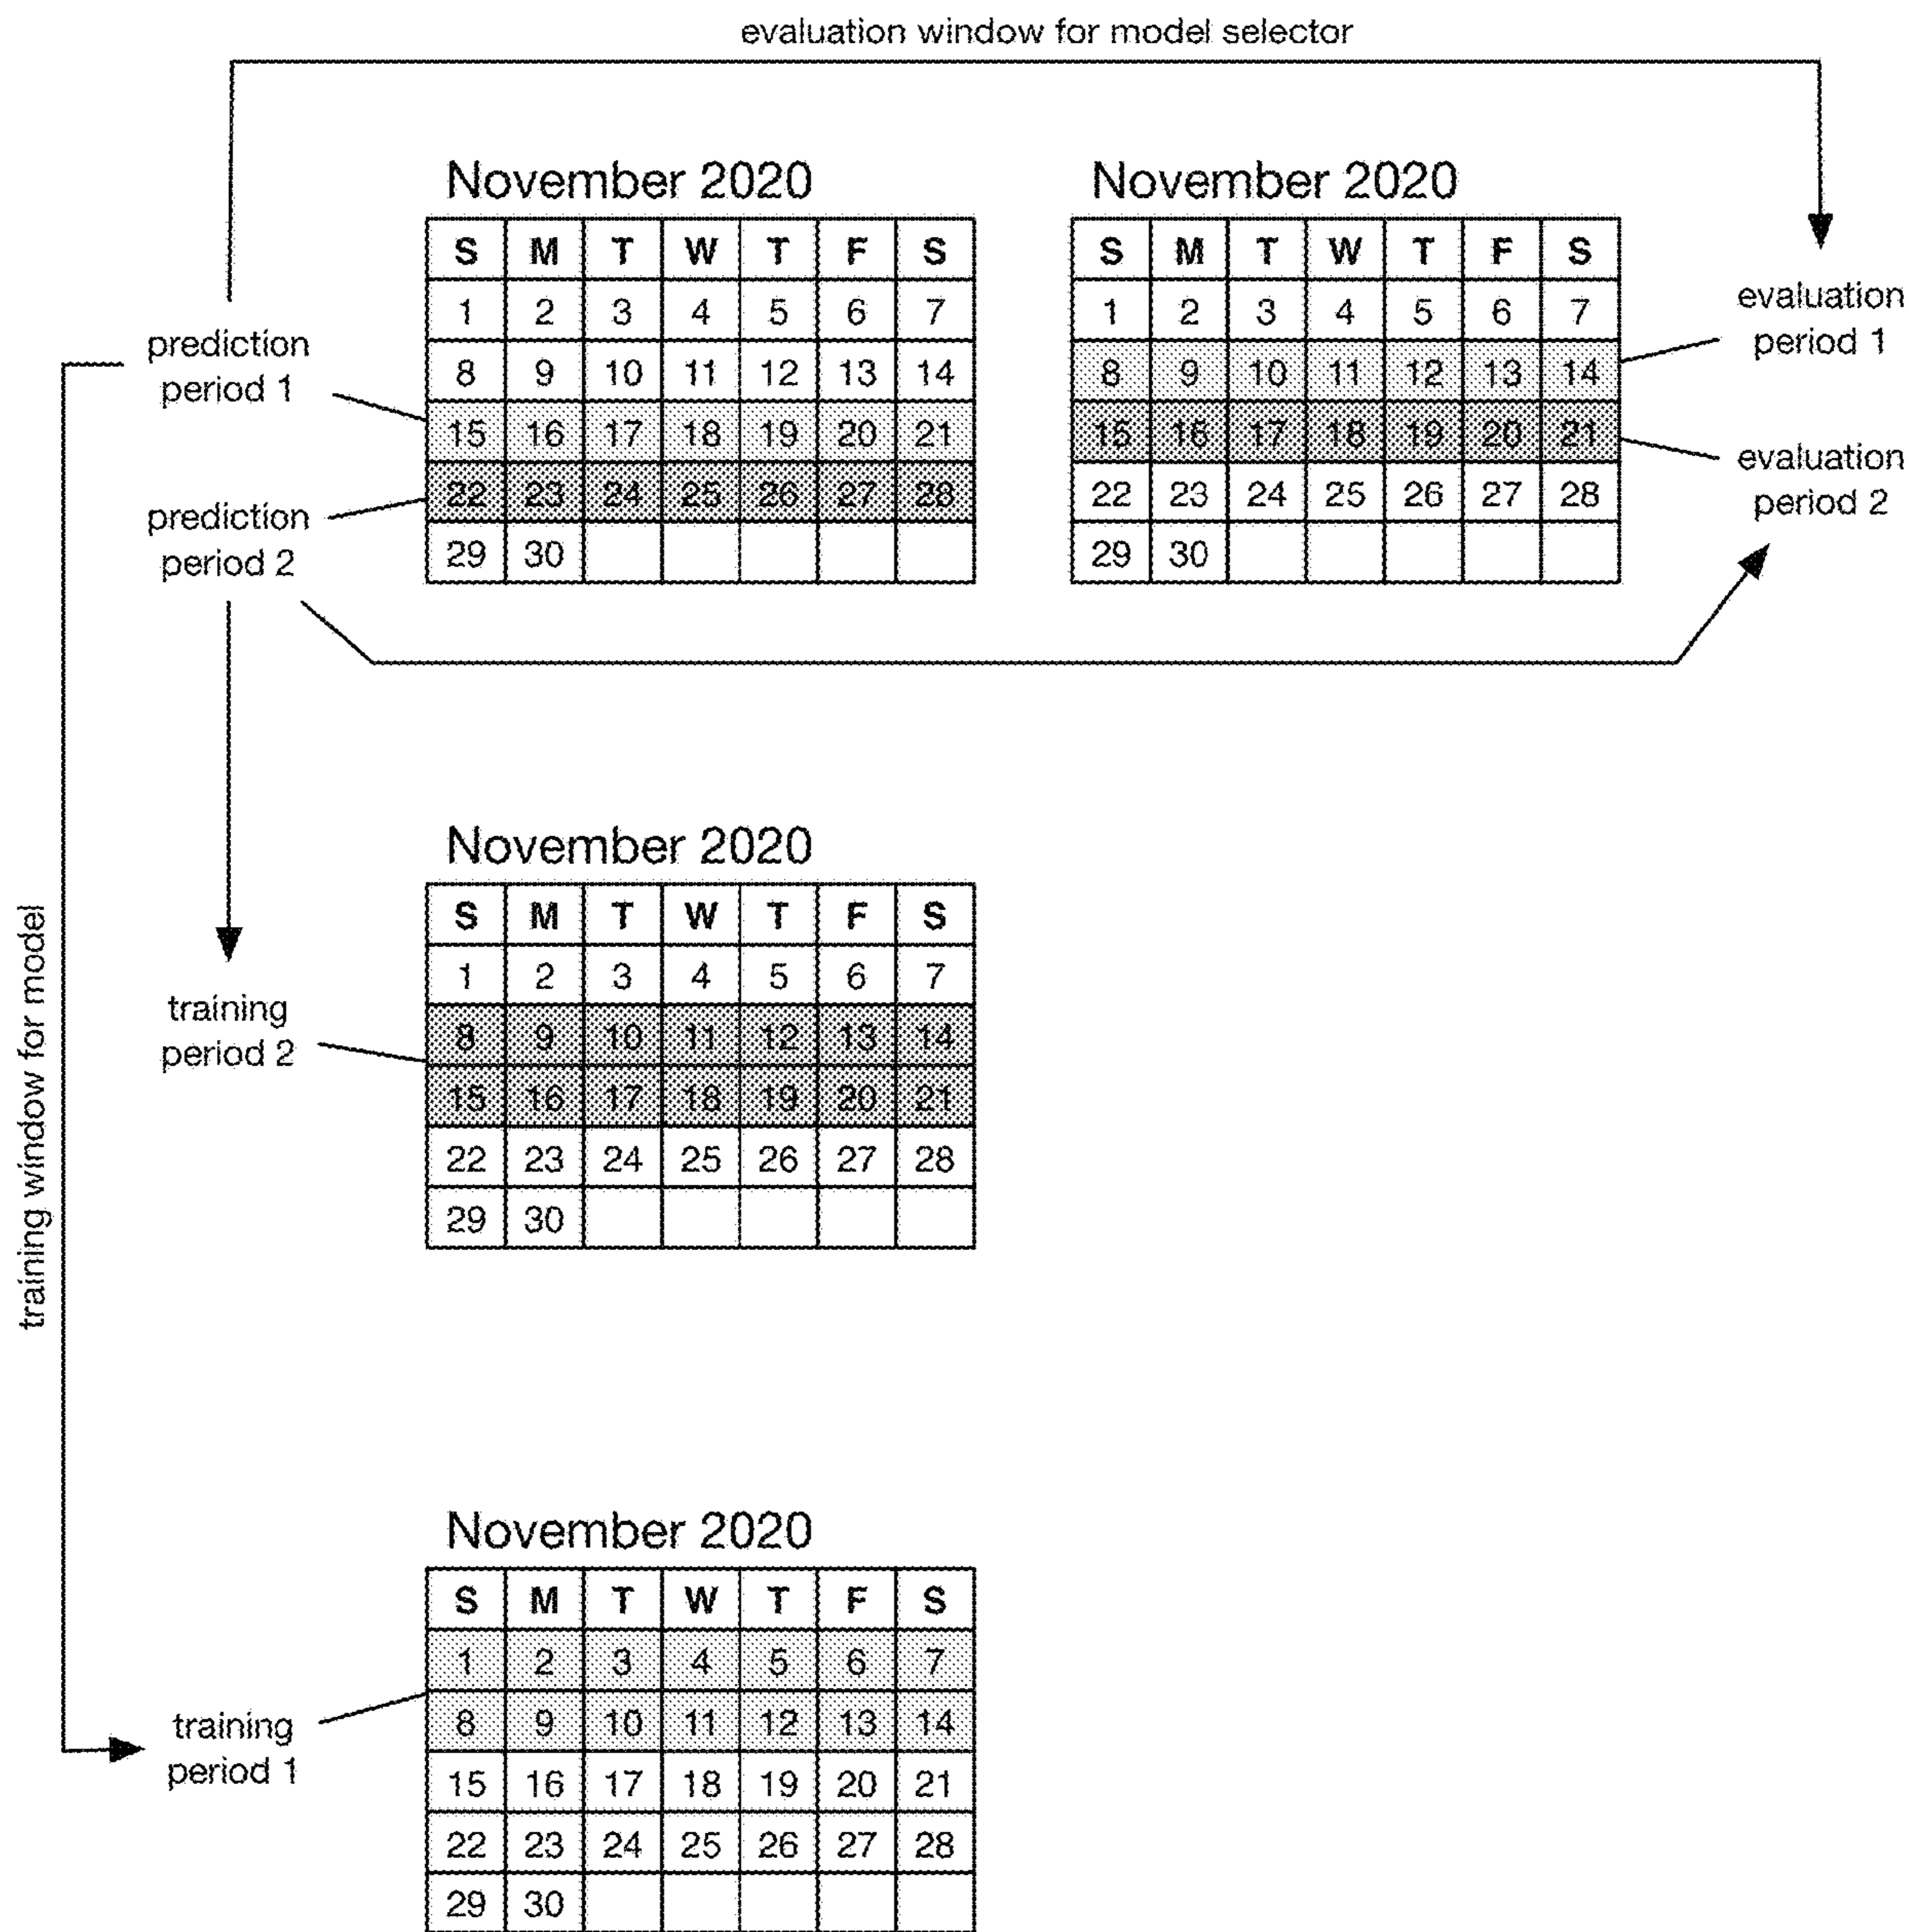 evaluation window for model selector
November 2020
S M T W T F S
1 2 3 4 5 6 7
8 9 10 11 12 13 14
15 16 17 18 19 20 21
22 23 24 25 26 27 28
29 30
prediction
period 1
prediction
period 2
November 2020
S M T W T F S
1 2 3 4 5 6 7
8 9 10 11 12 13 14
15 16 17 18 19 20 21
22 23 24 25 26 27 28
29 30
evaluation
period 1
evaluation
period 2
training window for model
November 2020
S M T W T F S
1 2 3 4 5 6 7
8 9 10 11 12 13 14
15 16 17 18 19 20 21
22 23 24 25 26 27 28
29 30
training
period 2
November 2020
S M T W T F S
1 2 3 4 5 6 7
8 9 10 11 12 13 14
15 16 17 18 19 20 21
22 23 24 25 26 27 28
29 30
training
period 1